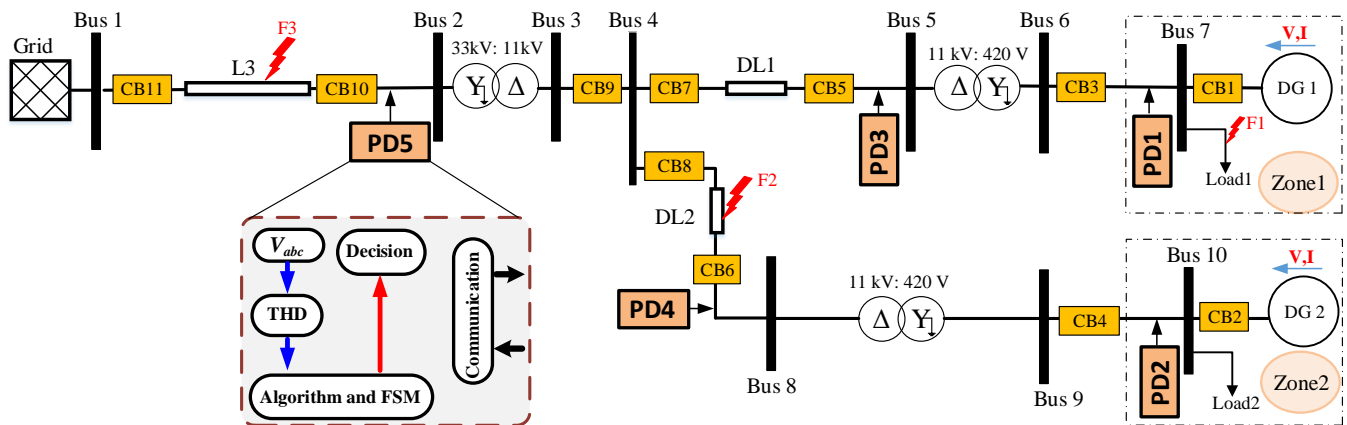 Bus 1
Bus 2
Bus 3
Bus 4
Bus 5
Bus 6
Bus 7
Grid
F3
L3
33kV: 11kV
11 kV: 420 V
V,I
CB11
CB10
Y
Δ
CB9
CB7
DL1
CB5
Δ
Y
CB3
CB1
DG 1
PD5
PD3
PD1
F1
Load1
Zone1
CB8
F2
DL2
CB6
PD4
Bus 8
11 kV: 420 V
Δ
Y
Bus 9
CB4
Bus 10
V,I
CB2
DG 2
PD2
Load2
Zone2
Vabc
Decision
THD
Algorithm and FSM
Communication